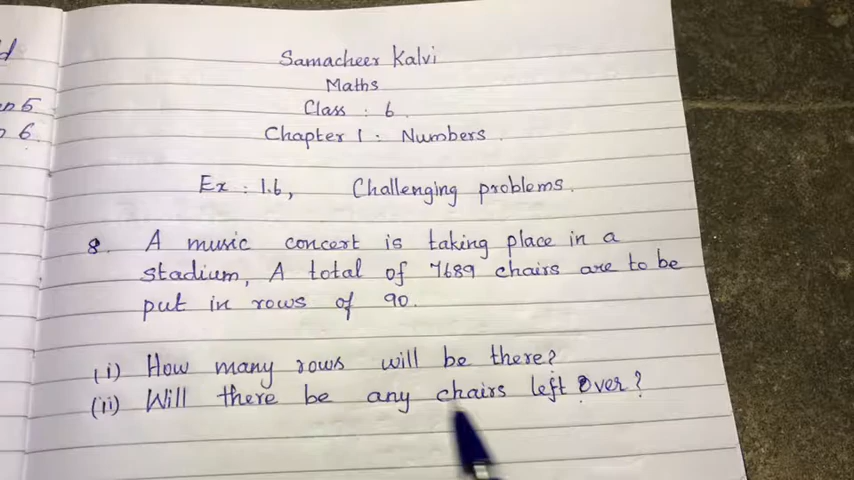 d
n 5
6
Samacheer Kalvi
Maths
Class : 6
Chapter 1 : Numbers
Ex : 1.6, Challenging problems.
8. A music concert is taking place in a
stadium, A total of 7689 chairs are to be
put in rows of 90.
(i) How many rows will be there?
(ii) Will there be any chairs left over?